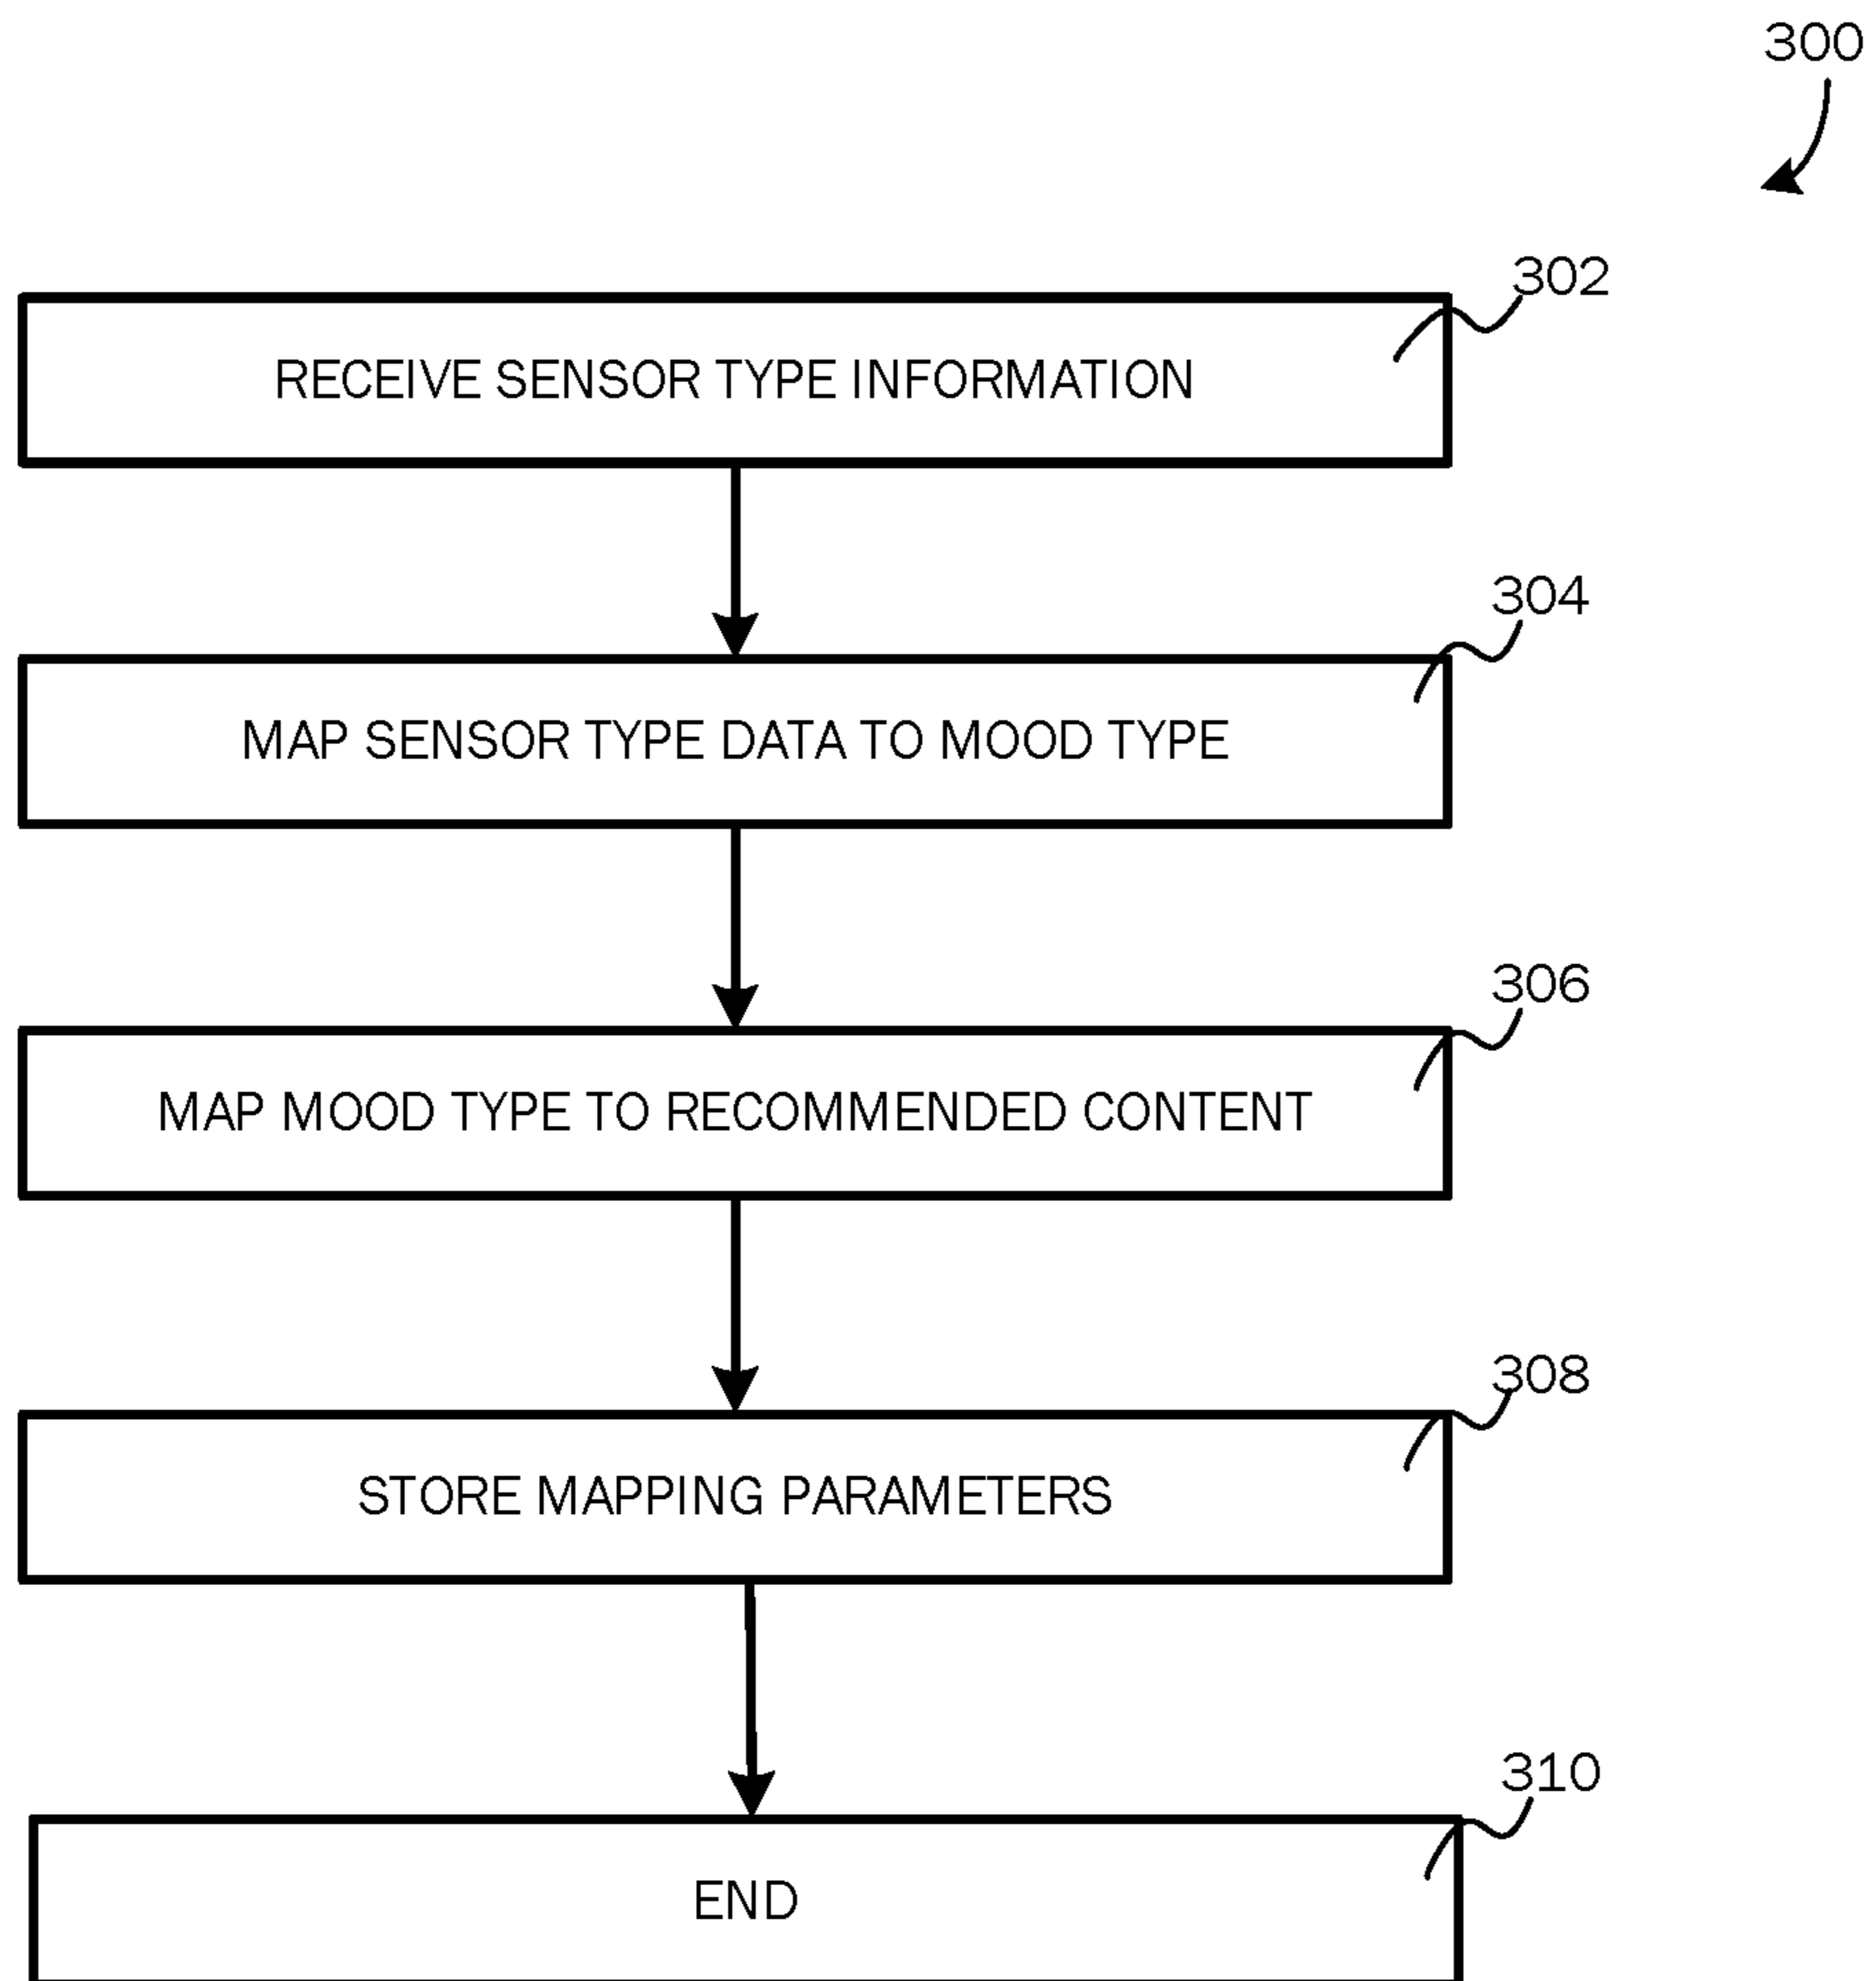 300
302
RECEIVE SENSOR TYPE INFORMATION
304
MAP SENSOR TYPE DATA TO MOOD TYPE
306
MAP MOOD TYPE TO RECOMMENDED CONTENT
308
STORE MAPPING PARAMETERS
310
END